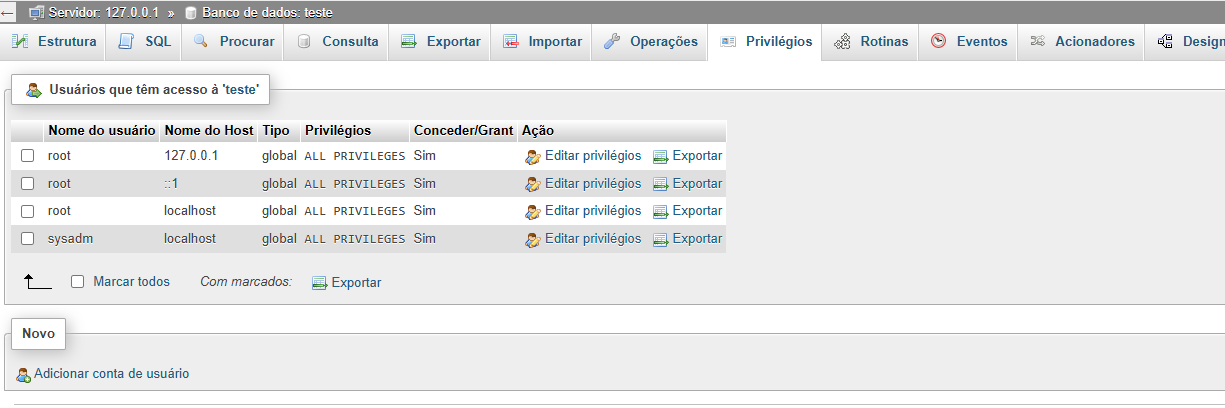 Servidor: 127.0.0.1 » Banco de dados: teste
Estrutura SQL Procurar Consulta Exportar Importar Operações Privilégios Rotinas Eventos Acionadores Design
Usuários que têm acesso à 'teste'
Nome do usuário Nome do Host Tipo Privilégios Conceder/Grant Ação
root 127.0.0.1 global ALL PRIVILEGES Sim Editar privilégios Exportar
root ::1 global ALL PRIVILEGES Sim Editar privilégios Exportar
root localhost global ALL PRIVILEGES Sim Editar privilégios Exportar
sysadm localhost global ALL PRIVILEGES Sim Editar privilégios Exportar
Marcar todos Com marcados: Exportar
Novo
Adicionar conta de usuário